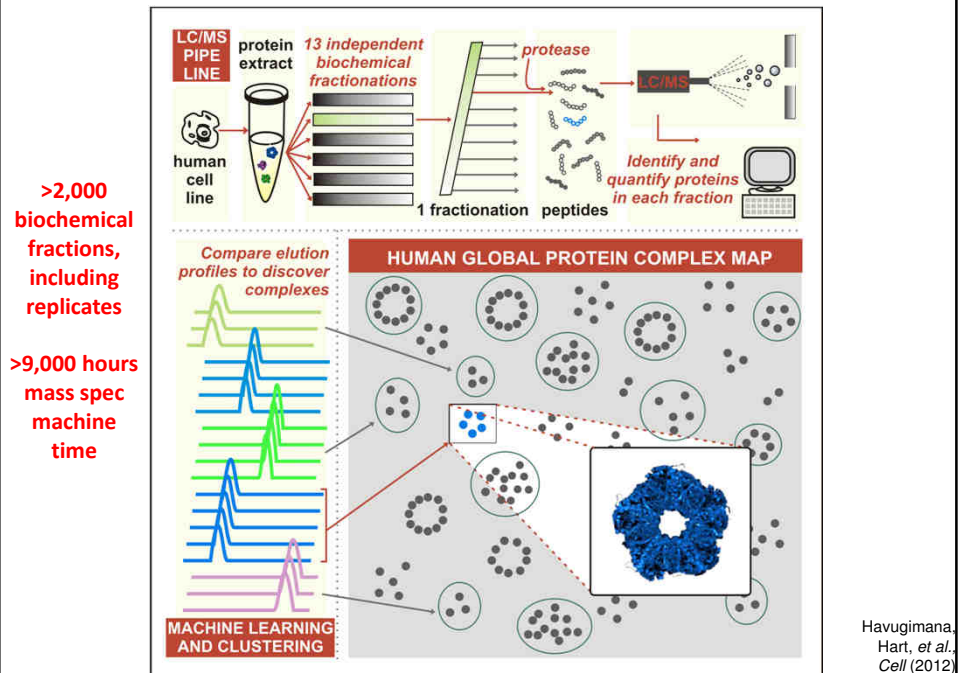 >2,000
biochemical
fractions,
including
replicates
>9,000 hours
mass spec
machine
time
LC/MS
PIPE
LINE
protein
extract
13 independent
biochemical
fractionations
protease
LC/MS
human
cell
line
1 fractionation
peptides
Identify and
quantify proteins
in each fraction
Compare elution
profiles to discover
complexes
MACHINE LEARNING
AND CLUSTERING
HUMAN GLOBAL PROTEIN COMPLEX MAP
Havugimana,
Hart, et al.,
Cell (2012)